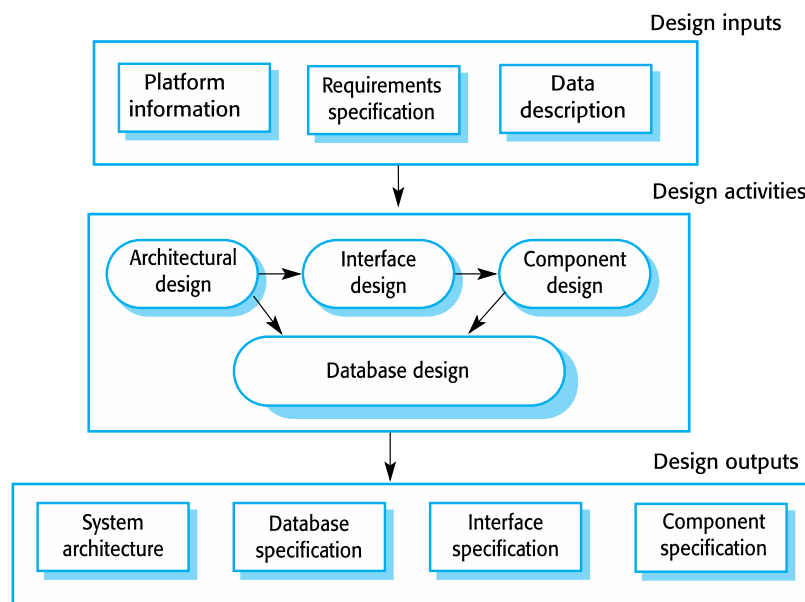 Design inputs
Platform
information
Requirements
specification
Data
description
Design activities
Architectural
design
Interface
design
Component
design
Database design
Design outputs
System
architecture
Database
specification
Interface
specification
Component
specification